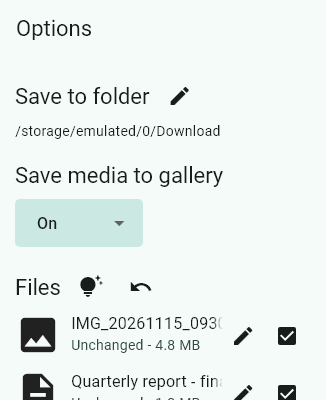 Options
Save to folder
/storage/emulated/0/Download
Save media to gallery
On
Files
IMG_20261115_093
Unchanged - 4.8 MB
Quarterly report - fin